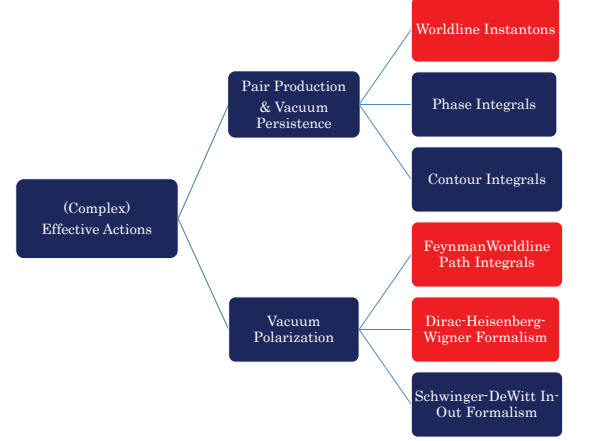 Worldline Instantons
Pair Production
& Vacuum
Persistence
Phase Integrals
Contour Integrals
(Complex)
Effective Actions
FeynmanWorldline
Path Integrals
Vacuum
Polarization
Dirac-Heisenberg-
Wigner Formalism
Schwinger-DeWitt In-
Out Formalism